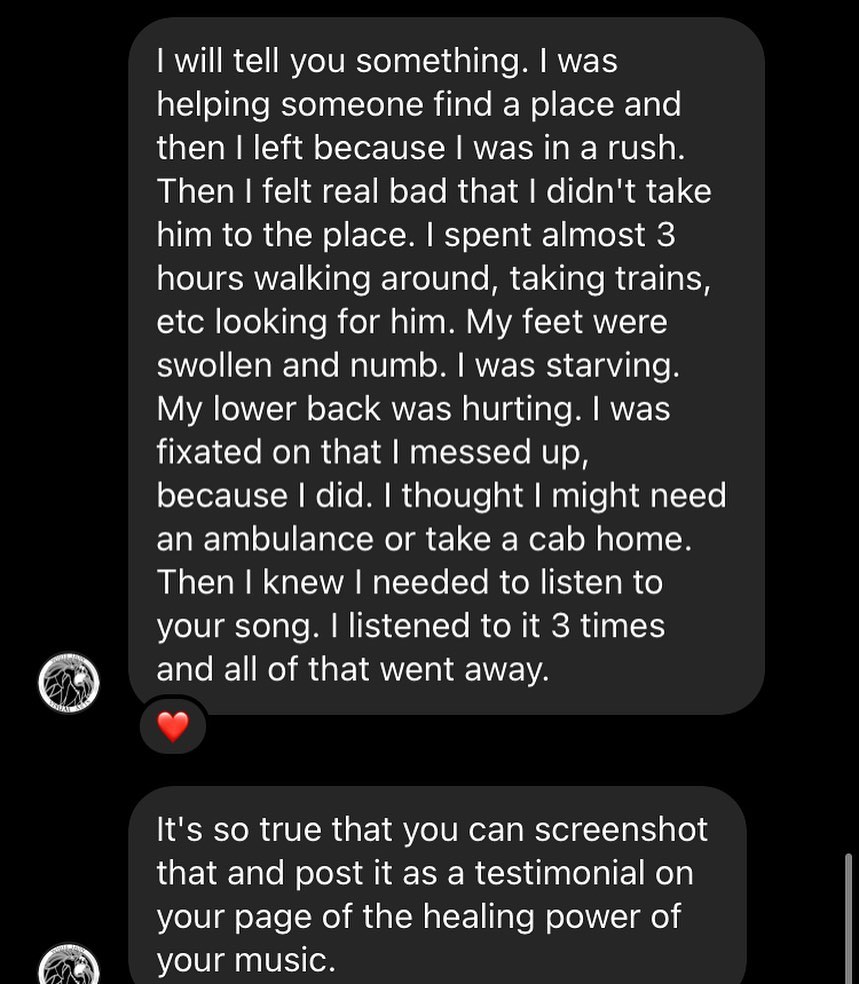 I will tell you something. I was
helping someone find a place and
then I left because I was in a rush.
Then I felt real bad that I didn't take
him to the place. I spent almost 3
hours walking around, taking trains,
etc looking for him. My feet were
swollen and numb. I was starving.
My lower back was hurting. I was
fixated on that I messed up,
because I did. I thought I might need
an ambulance or take a cab home.
Then I knew I needed to listen to
your song. I listened to it 3 times
and all of that went away.
It's so true that you can screenshot
that and post it as a testimonial on
your page of the healing power of
your music.